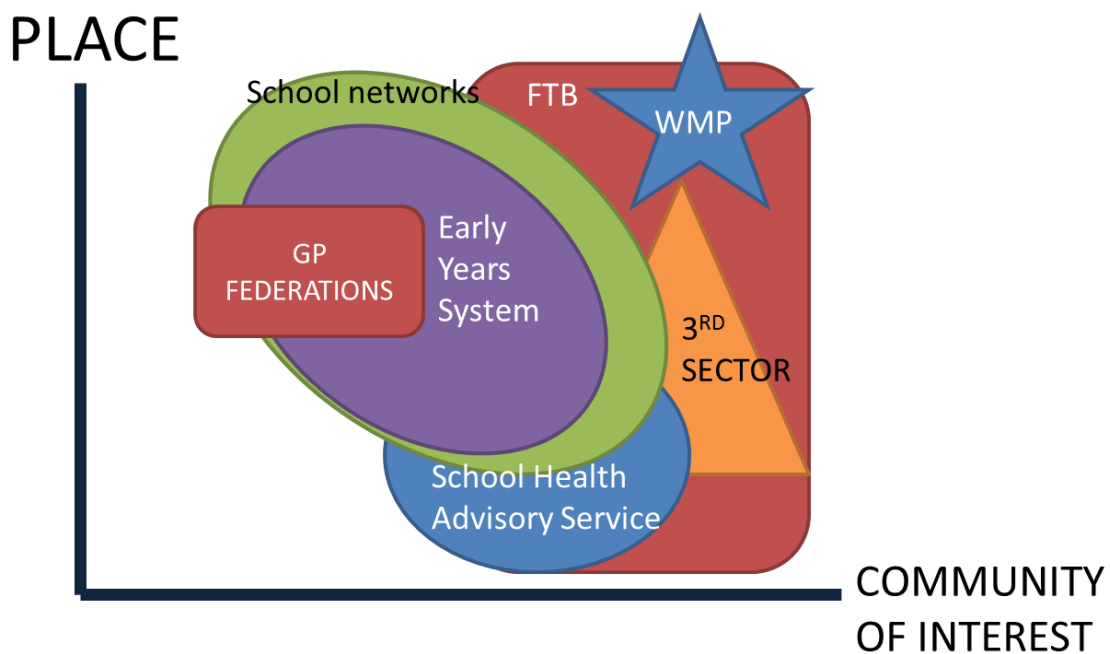 PLACE
School networks
FTB
WMP
Early
Years
System
GP
FEDERATIONS
3RD
SECTOR
School Health
Advisory Service
COMMUNITY
OF INTEREST